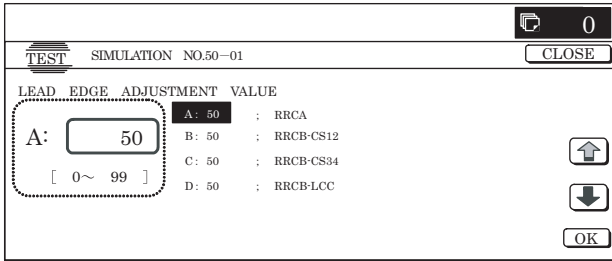 0
TEST SIMULATION NO.50-01 CLOSE
LEAD EDGE ADJUSTMENT VALUE
A: 50 ; RRCA
A: 50
B: 50 ; RRCB-CS12
C: 50 ; RRCB-CS34
[ 0～ 99 ]
D: 50 ; RRCB-LCC
OK